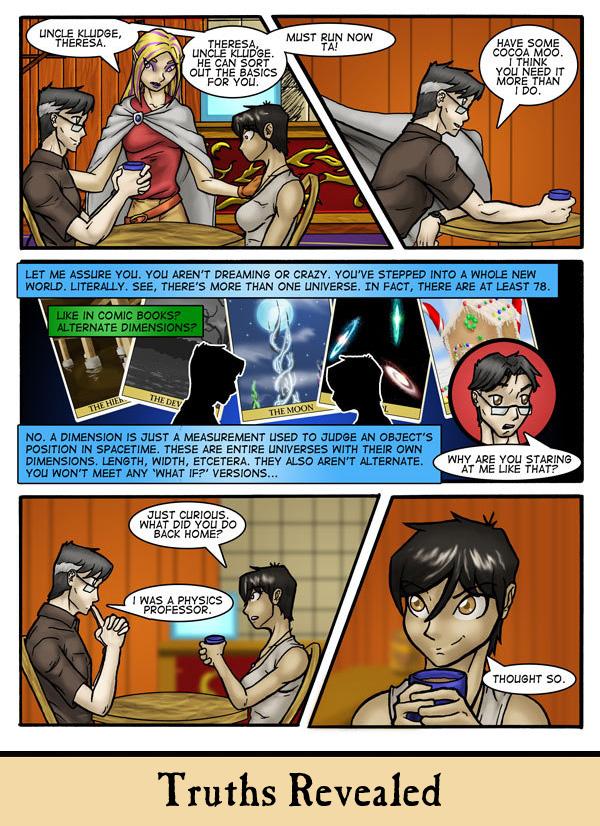 UNCLE KLUDGE,
THERESA.
THERESA,
UNCLE KLUDGE.
HE CAN SORT
OUT THE BASICS
FOR YOU.
MUST RUN NOW
TA!
HAVE SOME
COCOA MOO.
I THINK
YOU NEED IT
MORE THAN
I DO.
LET ME ASSURE YOU. YOU AREN'T DREAMING OR CRAZY. YOU'VE STEPPED INTO A WHOLE NEW
WORLD. LITERALLY. SEE, THERE'S MORE THAN ONE UNIVERSE. IN FACT, THERE ARE AT LEAST 78.
LIKE IN COMIC BOOKS?
ALTERNATE DIMENSIONS?
THE HIER
THE DEV
THE MOON
NO. A DIMENSION IS JUST A MEASUREMENT USED TO JUDGE AN OBJECT'S
POSITION IN SPACETIME. THESE ARE ENTIRE UNIVERSES WITH THEIR OWN
DIMENSIONS. LENGTH, WIDTH, ETCETERA. THEY ALSO AREN'T ALTERNATE.
YOU WON'T MEET ANY 'WHAT IF?' VERSIONS...
WHY ARE YOU STARING
AT ME LIKE THAT?
JUST CURIOUS.
WHAT DID YOU DO
BACK HOME?
I WAS A PHYSICS
PROFESSOR.
THOUGHT SO.
Truths Revealed